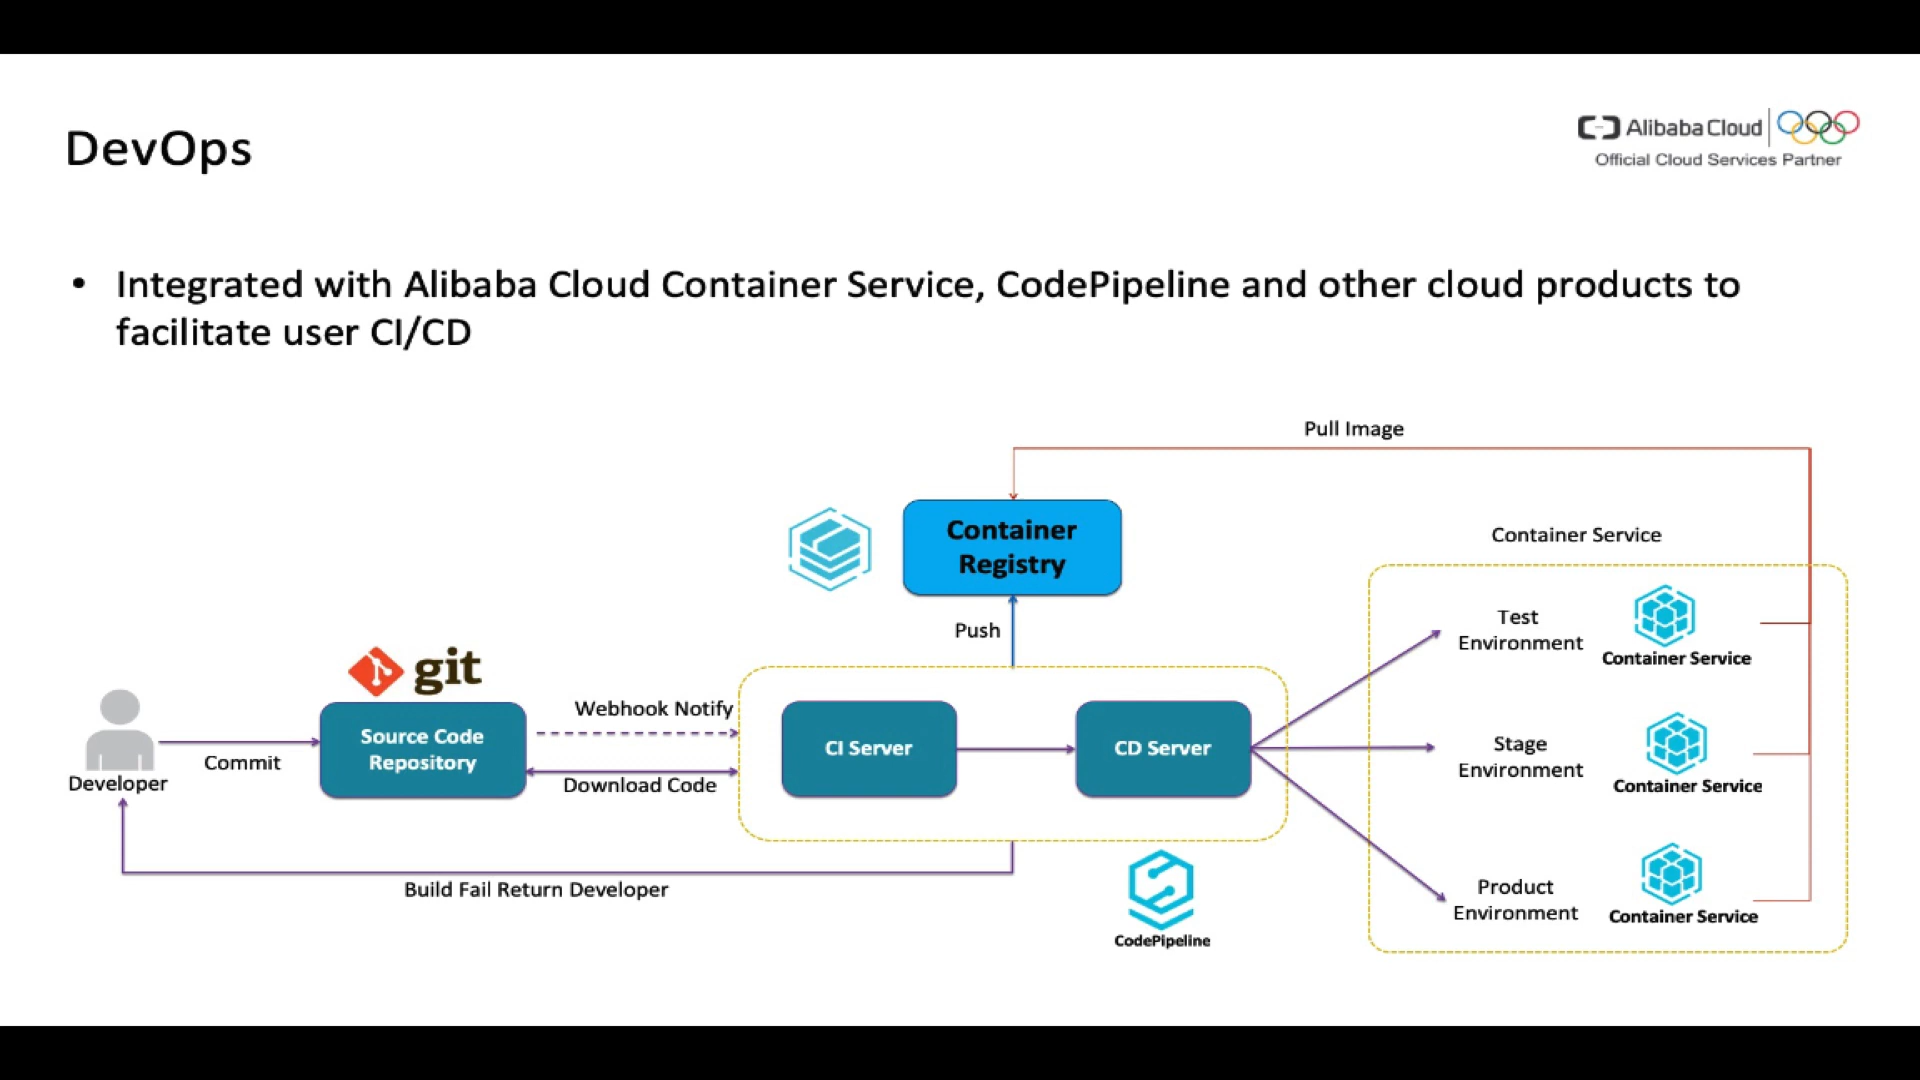 DevOps
Alibaba Cloud
Official Cloud Services Partner
• Integrated with Alibaba Cloud Container Service, CodePipeline and other cloud products to
facilitate user CI/CD
Pull Image
Container
Registry
Container Service
Push
Test
Environment
Container Service
git
Webhook Notify
Source Code
Repository
CI Server
CD Server
Stage
Environment
Container Service
Commit
Developer
Download Code
Build Fail Return Developer
Product
Environment
Container Service
CodePipeline